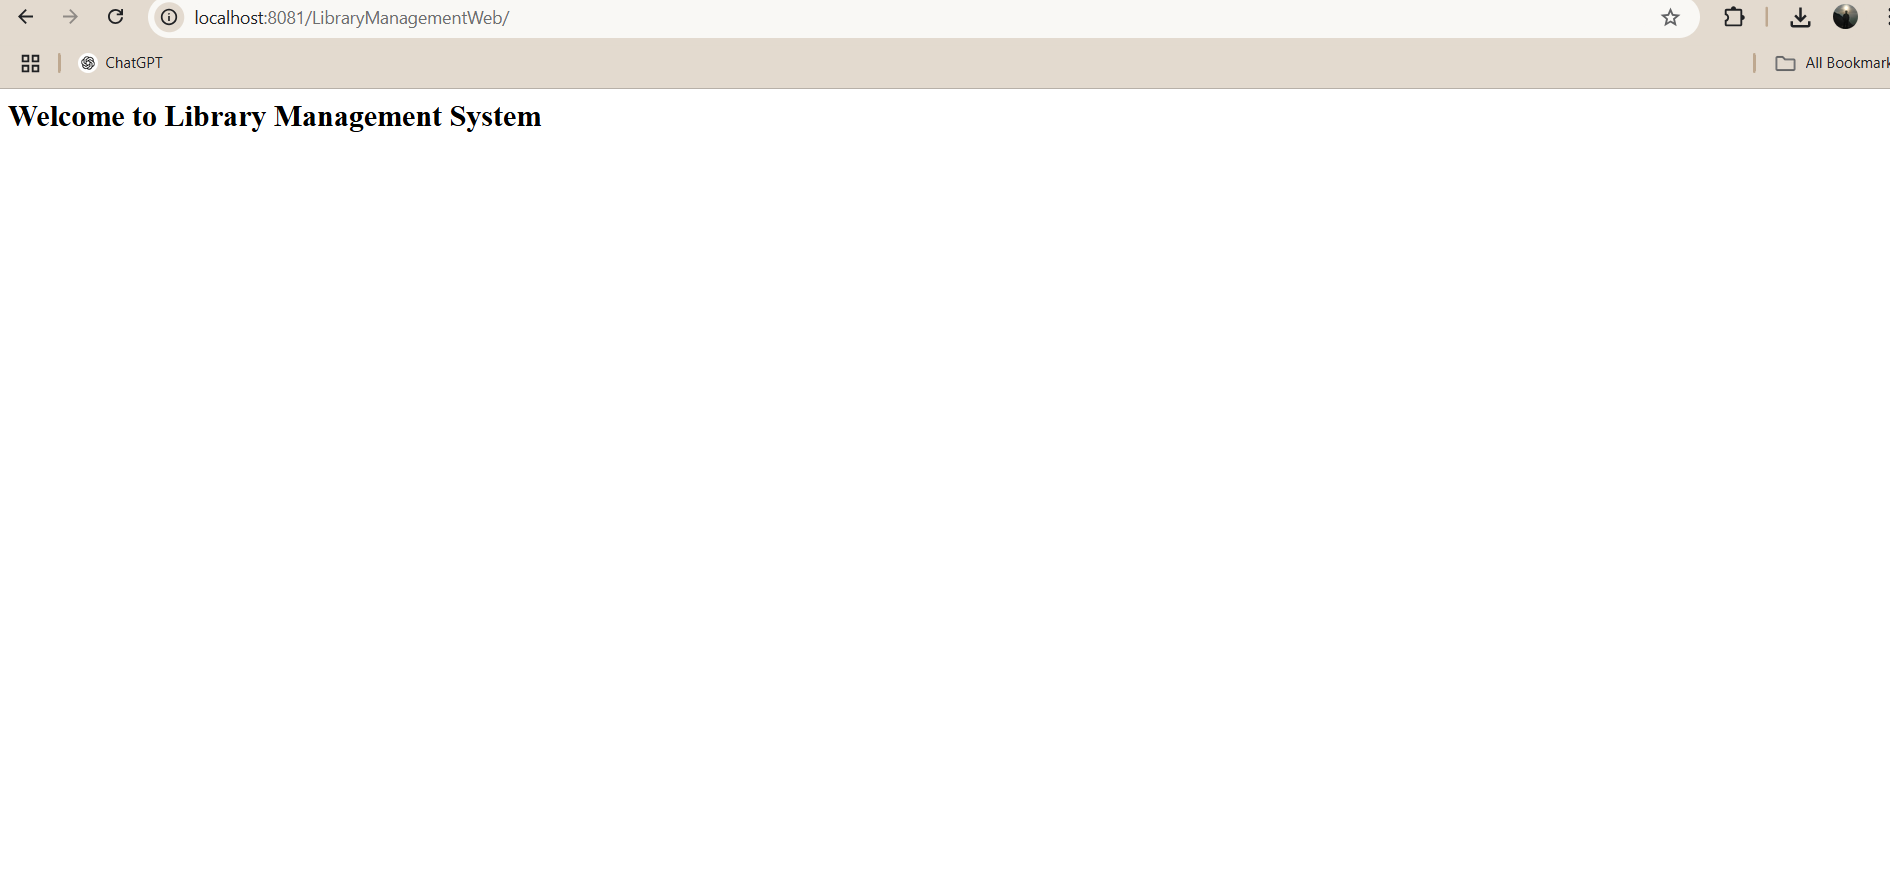 localhost:8081/LibraryManagementWeb/
ChatGPT
All Bookmark
Welcome to Library Management System